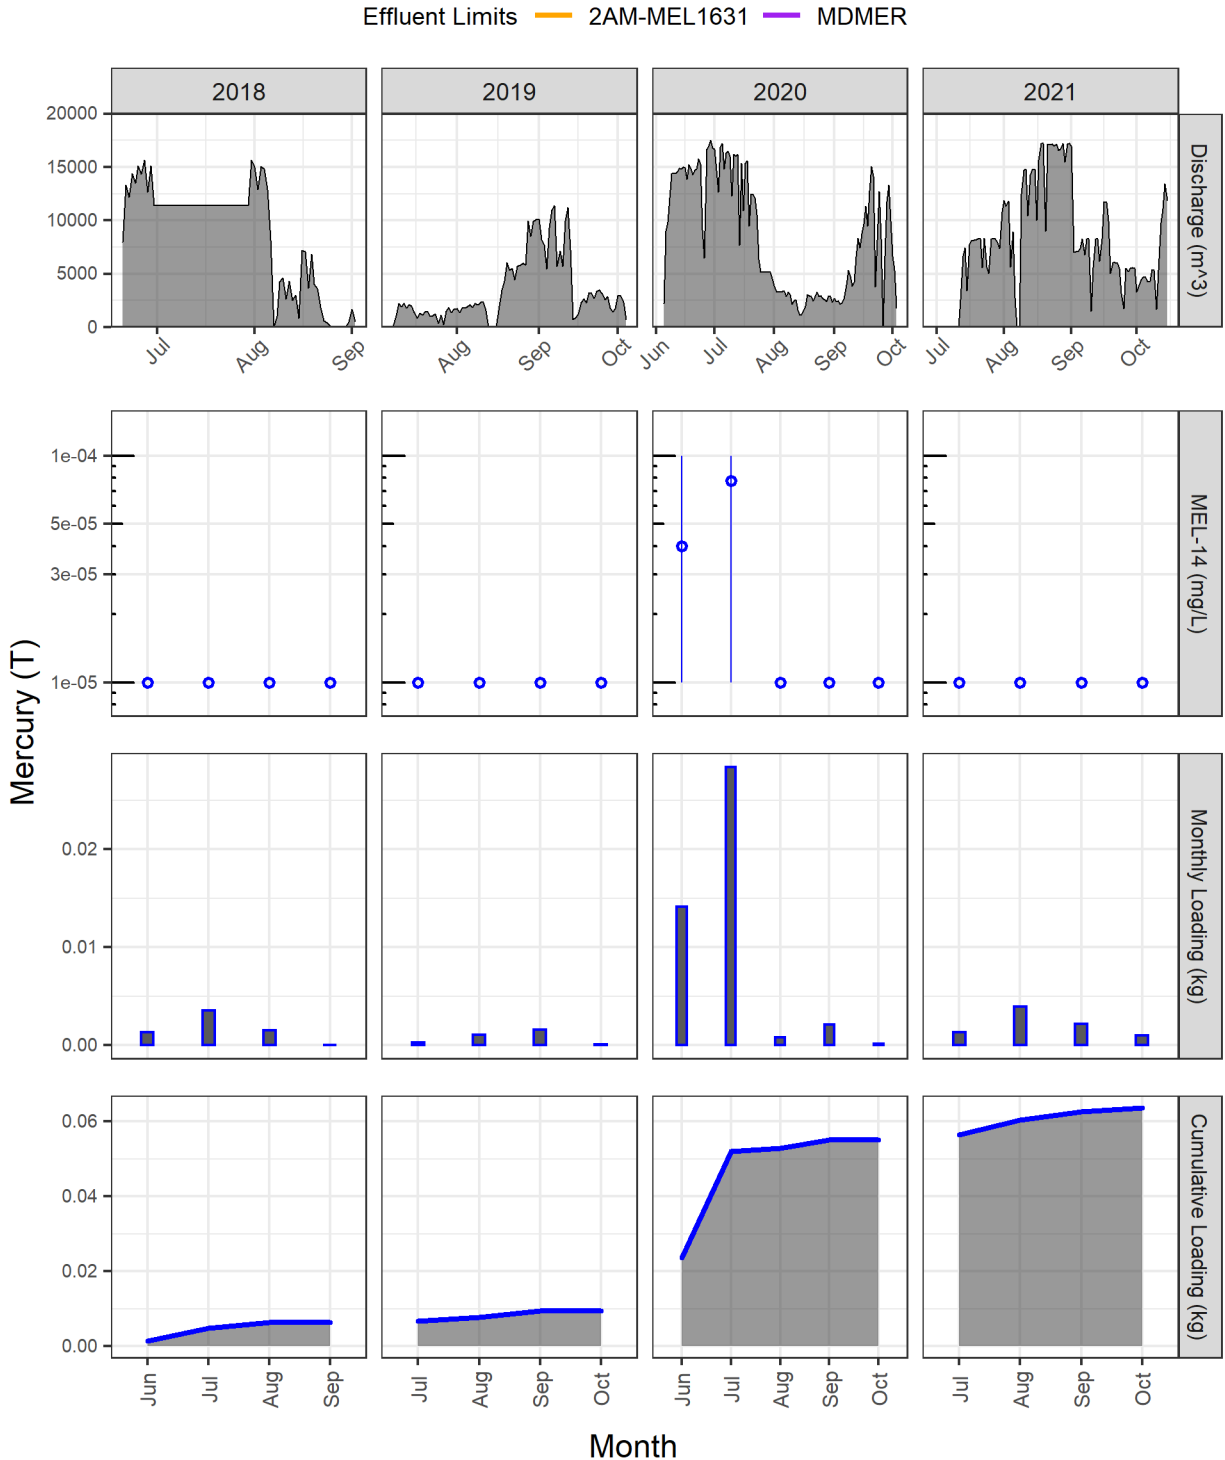 Effluent Limits 2AM-MEL1631 MDMER
2018 2019 2020 2021
20000
15000
10000
5000
0
Discharge (m^3)
Jul Aug Sep Aug Sep Oct Jun Jul Aug Sep Oct Jul Aug Sep Oct
Mercury (T)
1e-04
5e-05
3e-05
1e-05
MEL-14 (mg/L)
0.02
0.01
0.00
Monthly Loading (kg)
0.06
0.04
0.02
0.00
Cumulative Loading (kg)
Jun Jul Aug Sep Jul Aug Sep Oct Jun Jul Aug Sep Oct Jul Aug Sep Oct
Month